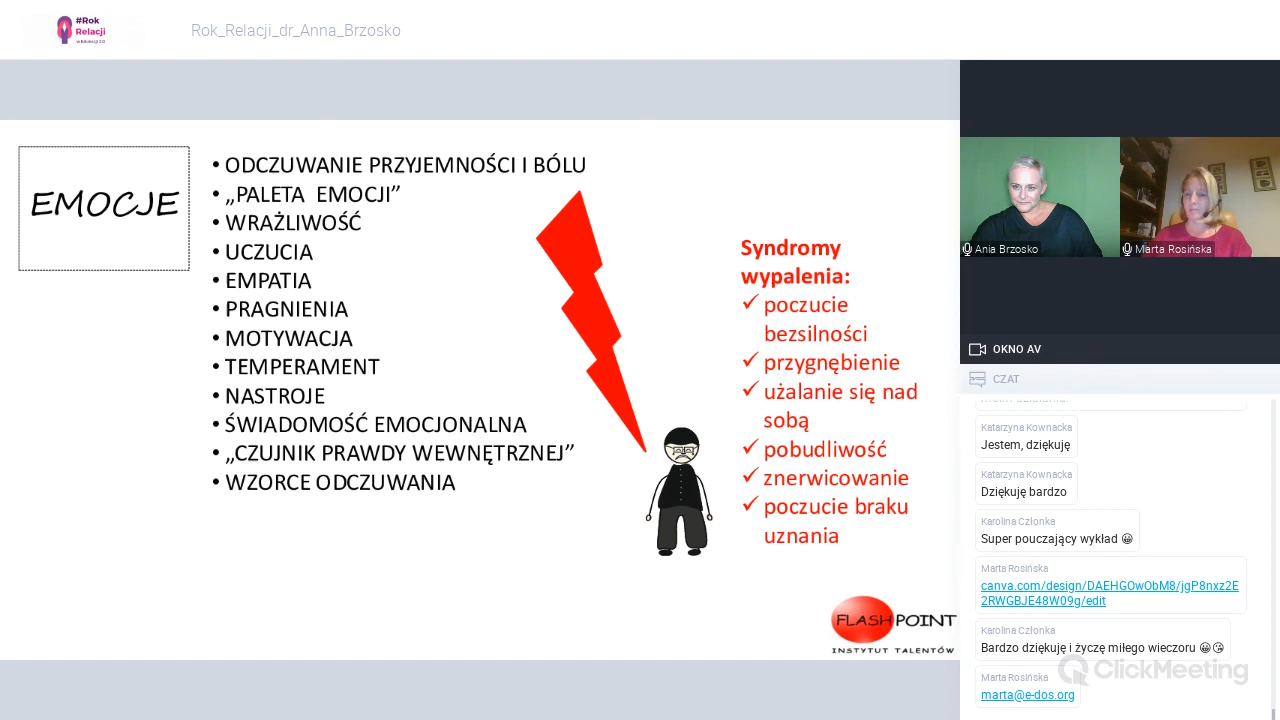 #Rok
Relacji
w Edukacji 2.0
Rok_Relacji_dr_Anna_Brzosko
EMOCJE
• ODCZUWANIE PRZYJEMNOŚCI I BÓLU
• „PALETA EMOCJI”
• WRAŻLIWOŚĆ
• UCZUCIA
• EMPATIA
• PRAGNIENIA
• MOTYWACJA
• TEMPERAMENT
• NASTROJE
• ŚWIADOMOŚĆ EMOCJONALNA
• „CZUJNIK PRAWDY WEWNĘTRZNEJ”
• WZORCE ODCZUWANIA
Syndromy
wypalenia:
✓ poczucie
bezsilności
✓ przygnębienie
✓ użalanie się nad
sobą
✓ pobudliwość
✓ znerwicowanie
✓ poczucie braku
uznania
FLASHPOINT
INSTYTUT TALENTÓW
Ania Brzosko
Marta Rosińska
OKNO AV
CZAT
Katarzyna Kownacka
Jestem, dziękuję
Katarzyna Kownacka
Dziękuję bardzo
Karolina Członka
Super pouczający wykład 😀
Marta Rosińska
canva.com/design/DAEHGOwObM8/jgP8nxz2E
2RWGBJE48W09g/edit
Karolina Członka
Bardzo dziękuję i życzę miłego wieczoru 😀😘
Marta Rosińska
marta@e-dos.org
ClickMeeting